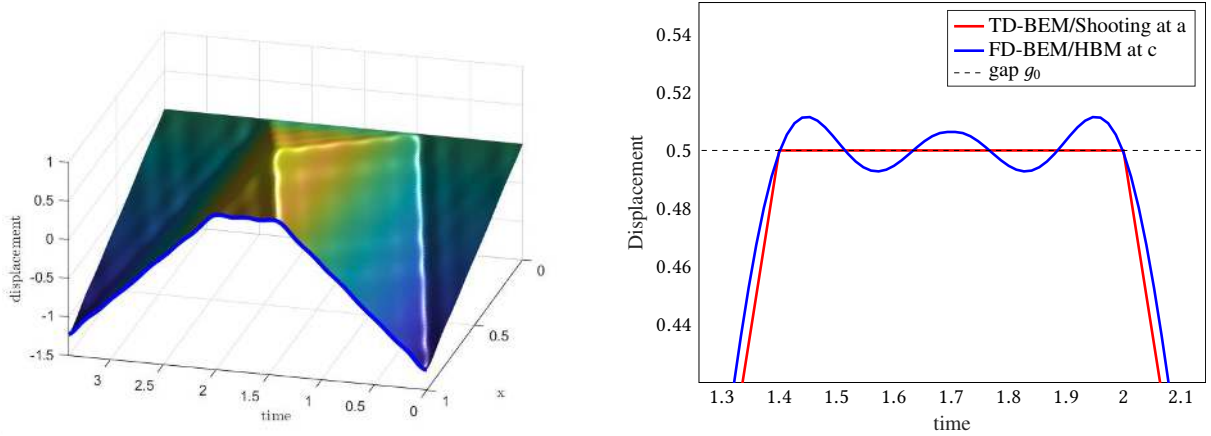 1
0.5
0
-0.5
-1
-1.5
displacement
3
2.5
2
1.5
1
0.5
0
time
0
0.5
1
x
TD-BEM/Shooting at a
FD-BEM/HBM at c
gap g₀
0.54
0.52
0.5
0.48
0.46
0.44
Displacement
1.3 1.4 1.5 1.6 1.7 1.8 1.9 2 2.1
time